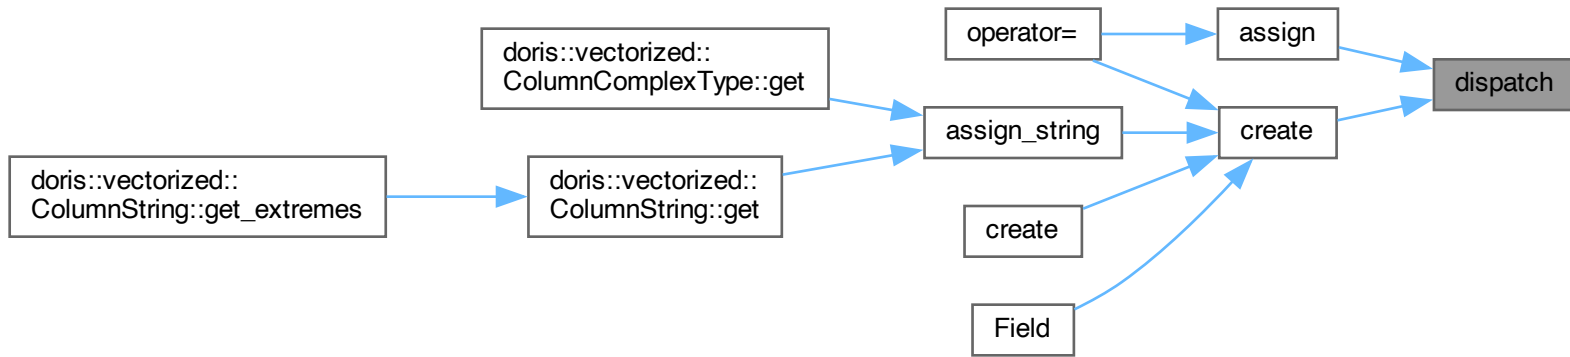 doris::vectorized::
ColumnComplexType::get
doris::vectorized::
ColumnString::get_extremes
doris::vectorized::
ColumnString::get
assign_string
operator=
assign
create
create
Field
dispatch